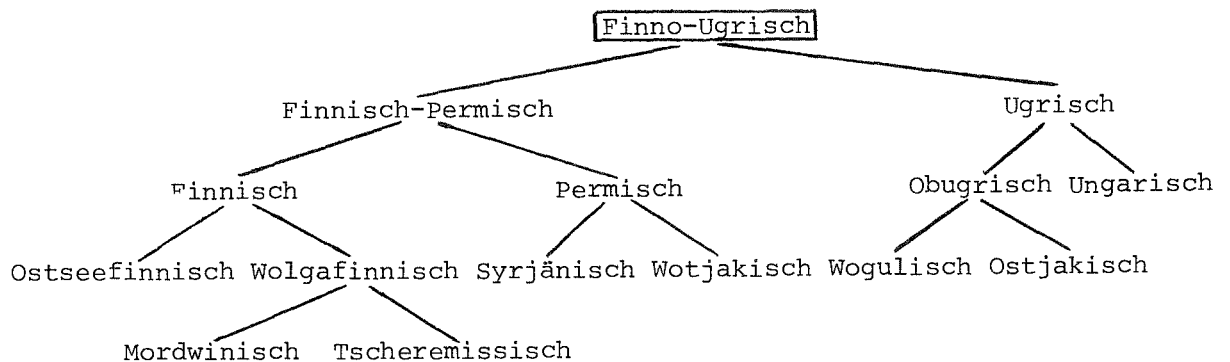 Finno-Ugrisch
Finnisch-Permisch Ugrisch
Finnisch Permisch Obugrisch Ungarisch
Ostseefinnisch Wolgafinnisch Syrjänisch Wotjakisch Wogulisch Ostjakisch
Mordwinisch Tscheremissisch